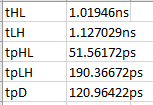 tHL 1.01946ns
tLH 1.127029ns
tpHL 51.56172ps
tpLH 190.36672ps
tpD 120.96422ps